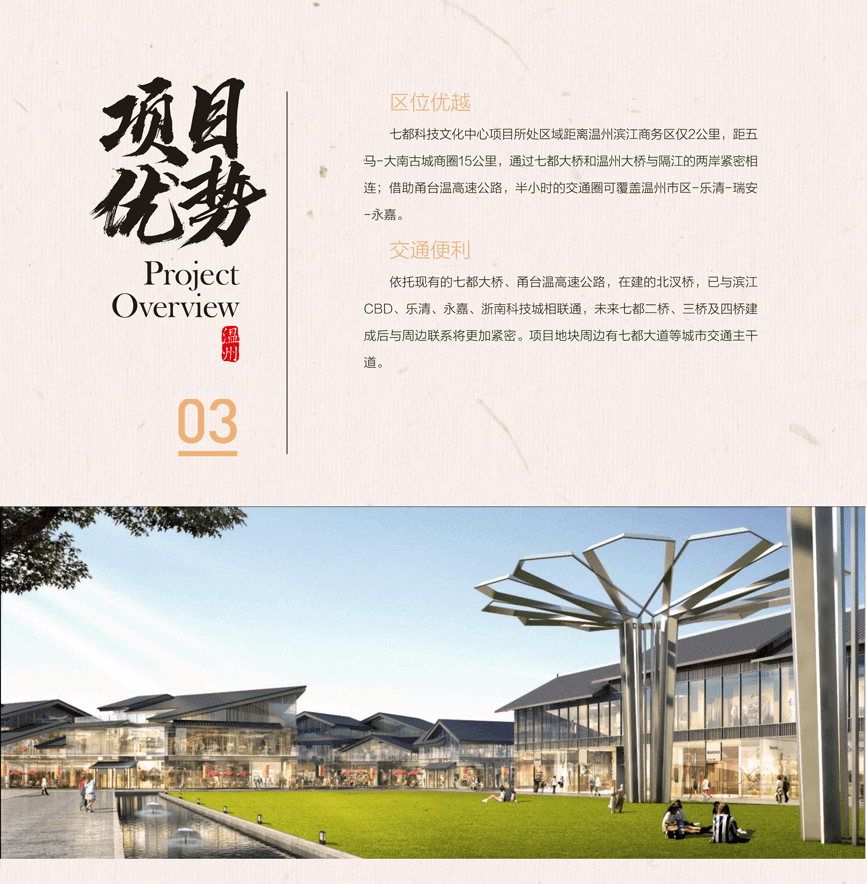 项目
优势
Project
Overview
温
州
03
区位优越
七都科技文化中心项目所处区域距离温州滨江商务区仅2公里，距五
马-大南古城商圈15公里，通过七都大桥和温州大桥与隔江的两岸紧密相
连；借助甬台温高速公路，半小时的交通圈可覆盖温州市区-乐清-瑞安
-永嘉。
交通便利
依托现有的七都大桥、甬台温高速公路，在建的北汊桥，已与滨江
CBD、乐清、永嘉、浙南科技城相联通，未来七都二桥、三桥及四桥建
成后与周边联系将更加紧密。项目地块周边有七都大道等城市交通主干
道。